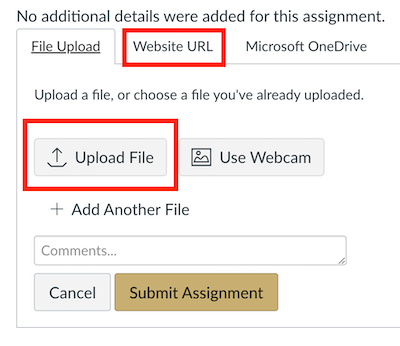 No additional details were added for this assignment.
File Upload Website URL Microsoft OneDrive
Upload a file, or choose a file you've already uploaded.
Upload File Use Webcam
+ Add Another File
Comments...
Cancel Submit Assignment